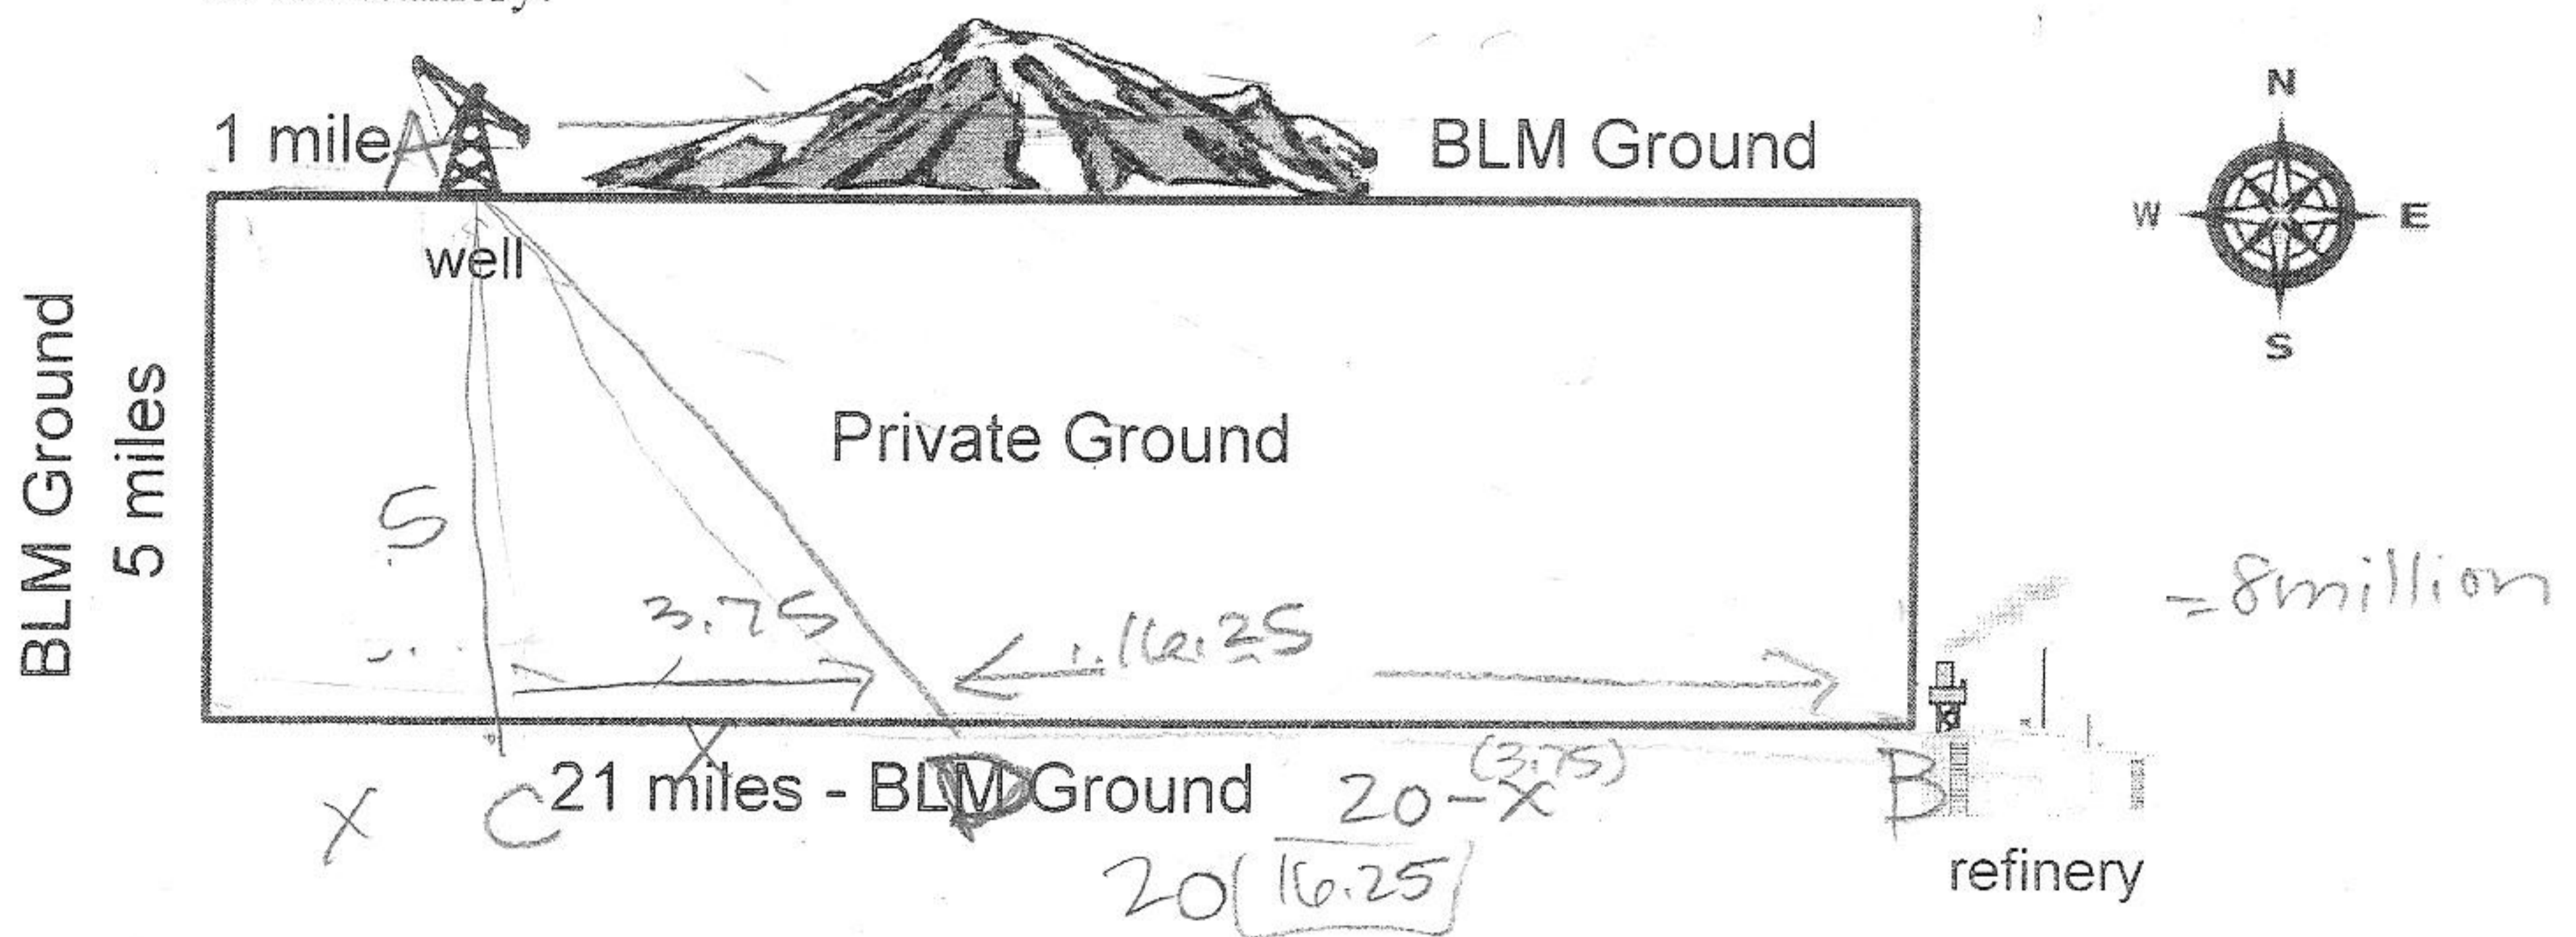 1 mile A
BLM Ground
N
W E
S
well
BLM Ground
5 miles
Private Ground
5
3.75
16.25
= 8 million
21 miles - BLM Ground
X
X C
D
20 - X
(3.75)
B
20(16.25)
refinery